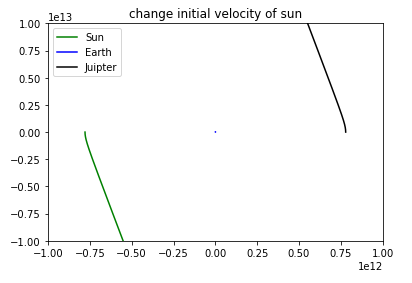 1e13
change initial velocity of sun
Sun
Earth
Juipter
1.00
0.75
0.50
0.25
0.00
−0.25
−0.50
−0.75
−1.00
−1.00 −0.75 −0.50 −0.25 0.00 0.25 0.50 0.75 1.00
1e12